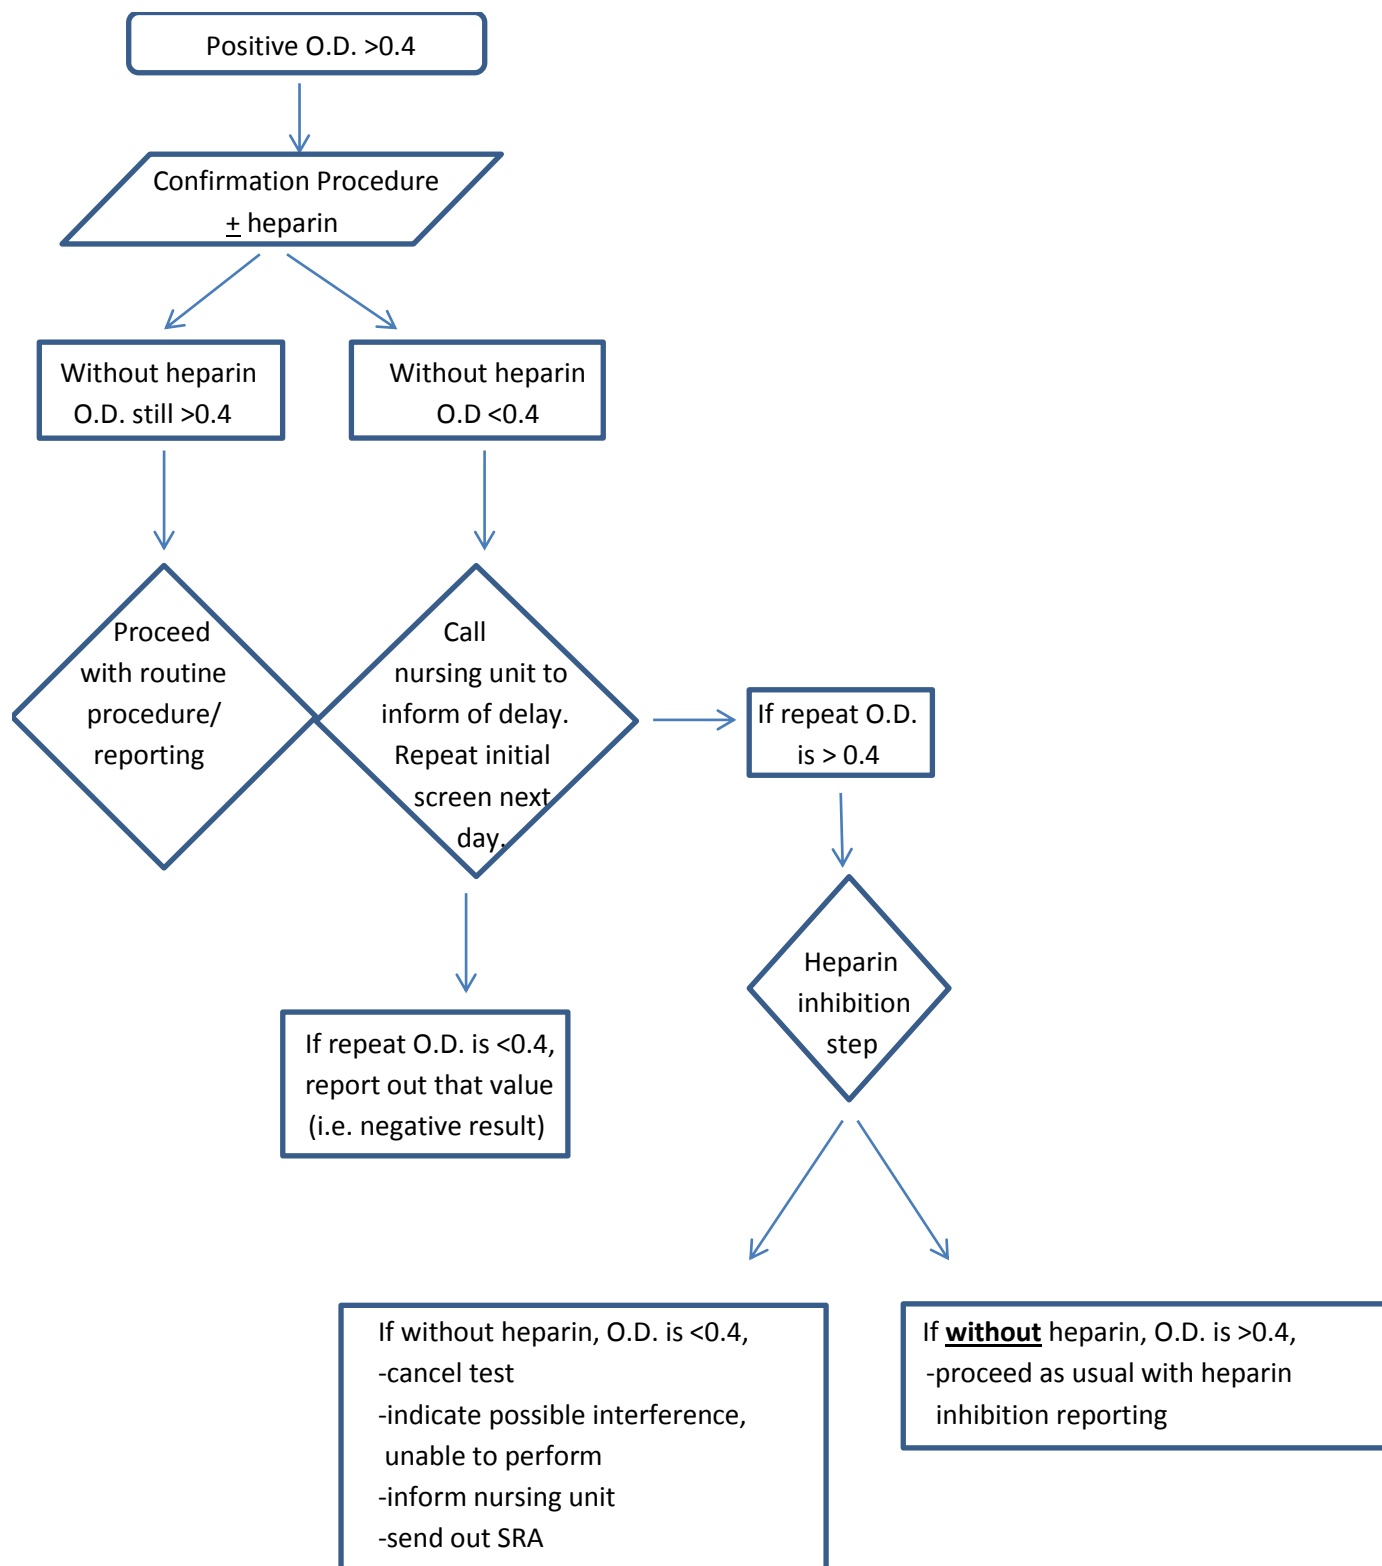 Positive O.D. >0.4
Confirmation Procedure
+ heparin
Without heparin
O.D. still >0.4
Without heparin
O.D <0.4
Proceed
with routine
procedure/
reporting
Call
nursing unit to
inform of delay.
Repeat initial
screen next
day.
If repeat O.D.
is > 0.4
Heparin
inhibition
step
If repeat O.D. is <0.4,
report out that value
(i.e. negative result)
If without heparin, O.D. is <0.4,
-cancel test
-indicate possible interference,
unable to perform
-inform nursing unit
-send out SRA
If without heparin, O.D. is >0.4,
-proceed as usual with heparin
inhibition reporting